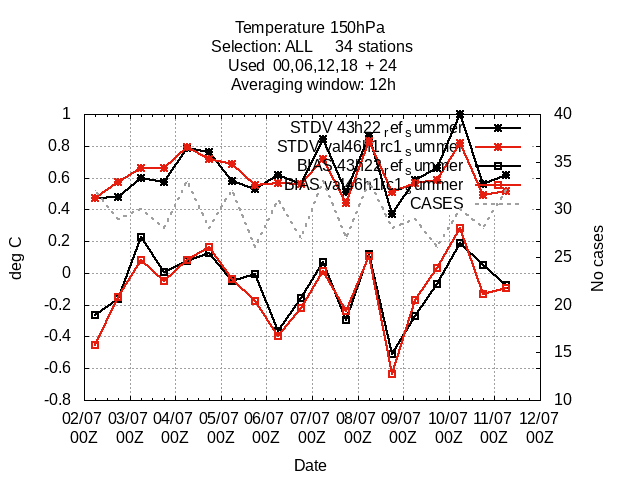 Temperature 150hPa
Selection: ALL 34 stations
Used 00,06,12,18 + 24
Averaging window: 12h
1
0.8
0.6
0.4
0.2
0
-0.2
-0.4
-0.6
-0.8
deg C
40
35
30
25
20
15
10
No cases
STDV 43h22_ref_summer
STDV val46h1rc1_summer
BIAS 43h22_ref_summer
BIAS val46h1rc1_summer
CASES
02/07 03/07 04/07 05/07 06/07 07/07 08/07 09/07 10/07 11/07 12/07
00Z 00Z 00Z 00Z 00Z 00Z 00Z 00Z 00Z 00Z 00Z
Date